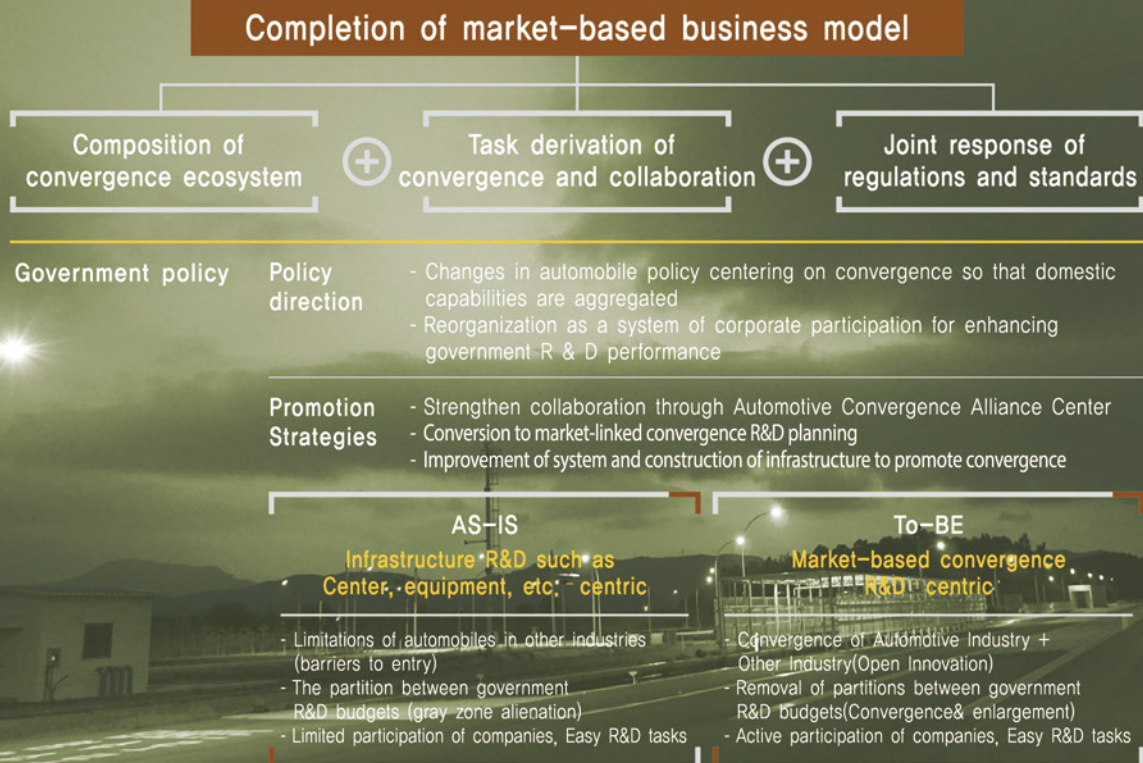 Completion of market-based business model
Composition of
convergence ecosystem
+
Task derivation of
convergence and collaboration
+
Joint response of
regulations and standards
Government policy
Policy
direction
- Changes in automobile policy centering on convergence so that domestic
capabilities are aggregated
- Reorganization as a system of corporate participation for enhancing
government R & D performance
Promotion
Strategies
- Strengthen collaboration through Automotive Convergence Alliance Center
- Conversion to market-linked convergence R&D planning
- Improvement of system and construction of infrastructure to promote convergence
AS-IS
Infrastructure R&D such as
Center, equipment, etc, - centric
- Limitations of automobiles in other industries
(barriers to entry)
- The partition between government
R&D budgets (gray zone alienation)
- Limited participation of companies, Easy R&D tasks
To-BE
Market-based convergence
R&D centric
- Convergence of Automotive Industry +
- Other Industry(Open Innovation)
- Removal of partitions between government
R&D budgets(Convergence& enlargement)
- Active participation of companies, Easy R&D tasks